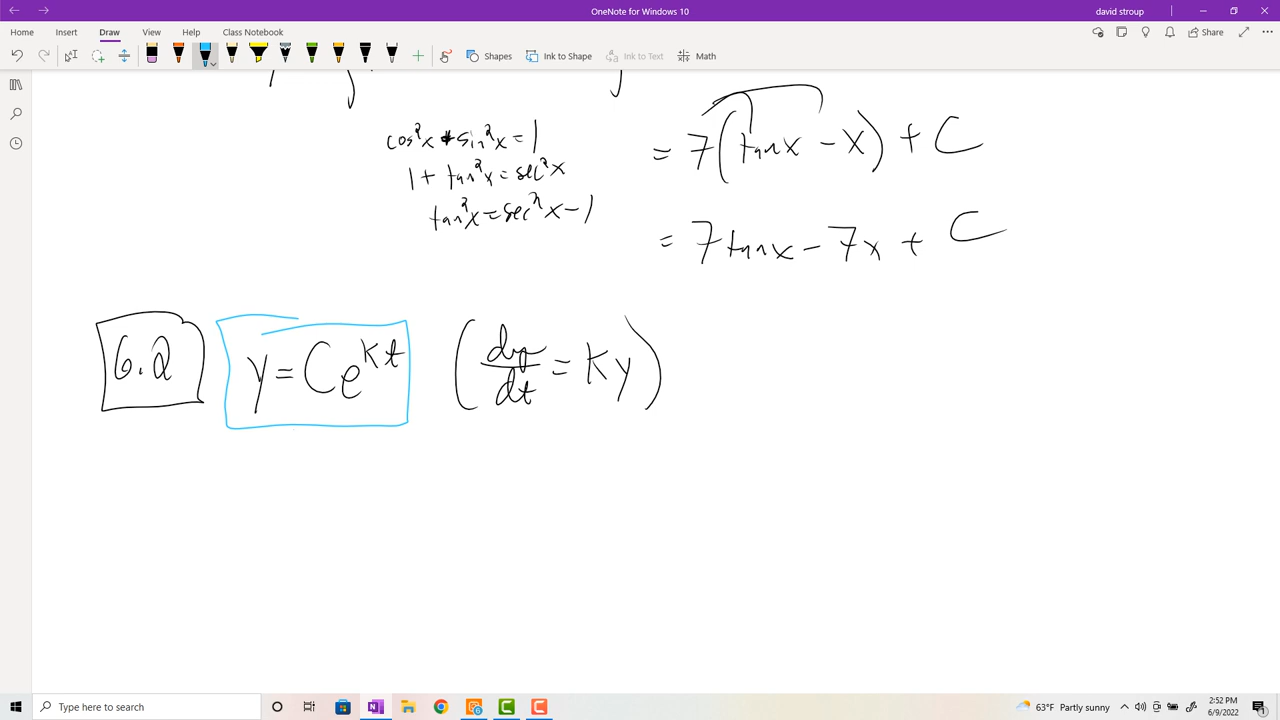 OneNote for Windows 10
david stroup
Home Insert Draw View Help Class Notebook
Share
Shapes Ink to Shape Ink to Text Math
= 7(tanx - x) + C
cos²x + sin²x = 1
1 + tan²x = sec²x
tan²x = sec²x - 1
= 7tanx - 7x + C
6.2 y = Ce^{kt} (dy/dt = Ky)
Type here to search
63°F Partly sunny
2:52 PM
6/9/2022